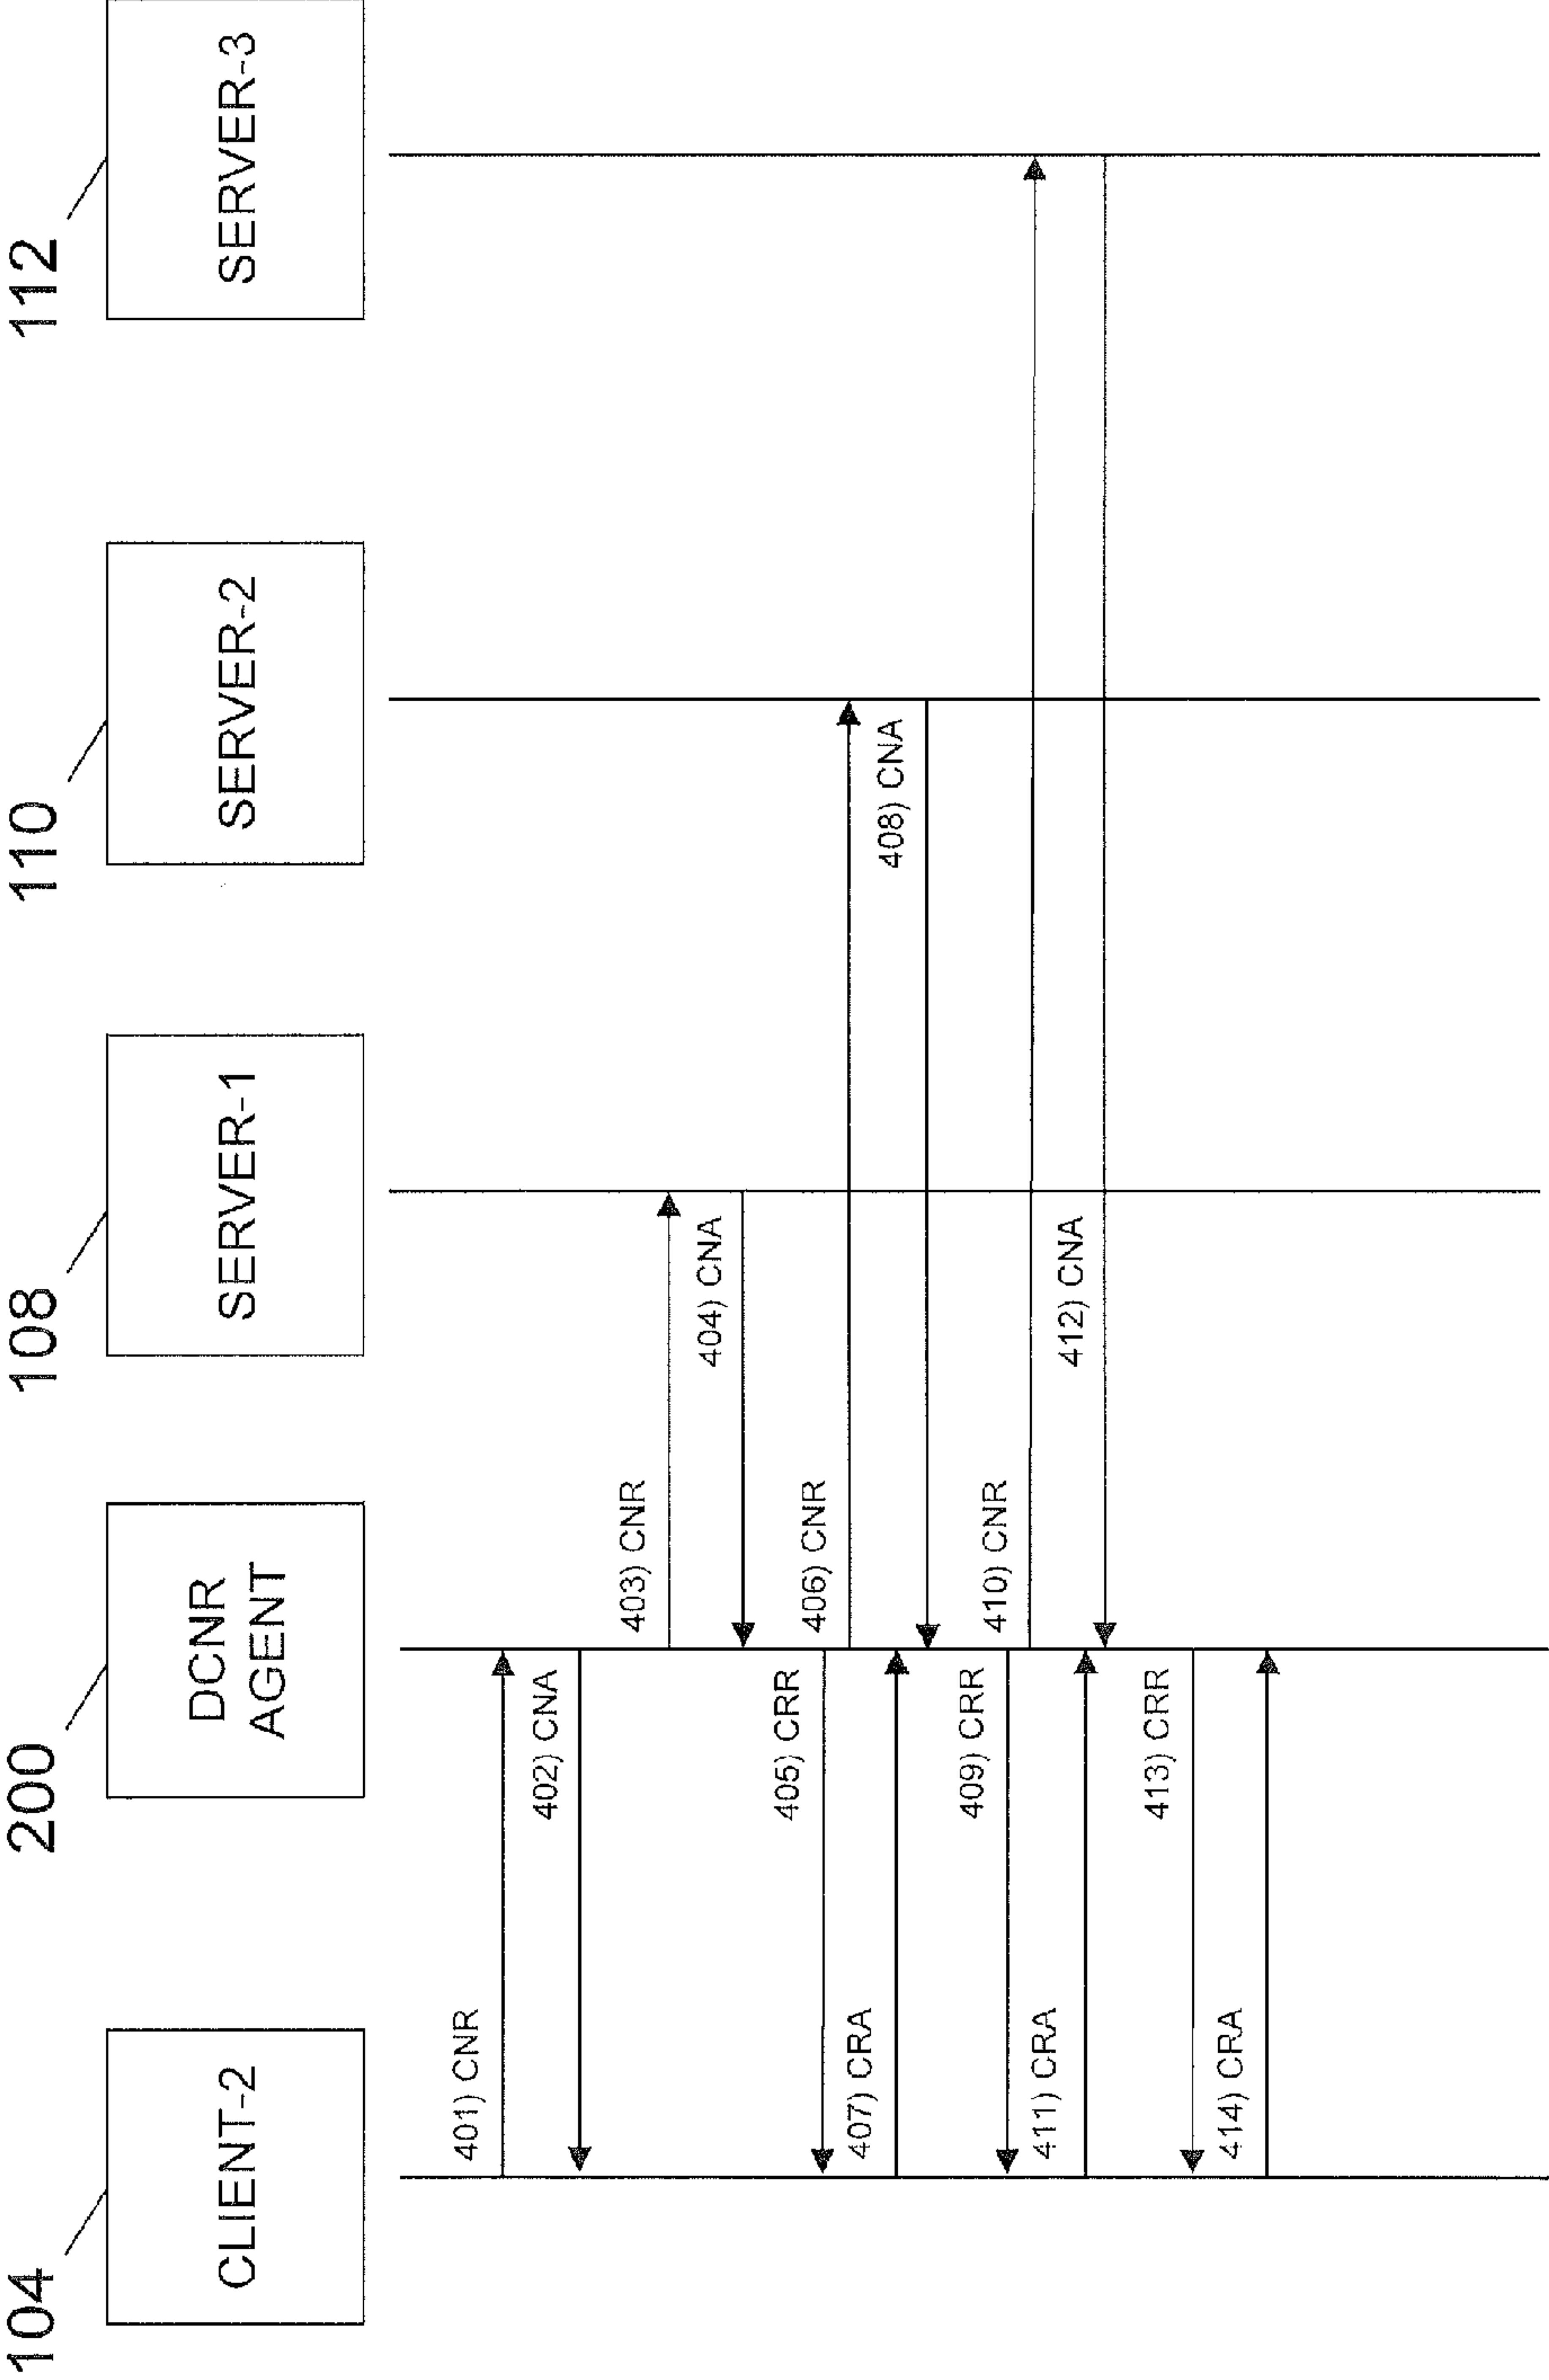 104
200
108
110
112
CLIENT-2
DCNR
AGENT
SERVER-1
SERVER-2
SERVER-3
401) CNR
402) CNA
403) CNR
404) CNA
405) CRR
406) CNR
407) CRA
408) CNA
409) CRR
410) CNR
411) CRA
412) CNA
413) CRR
414) CRA